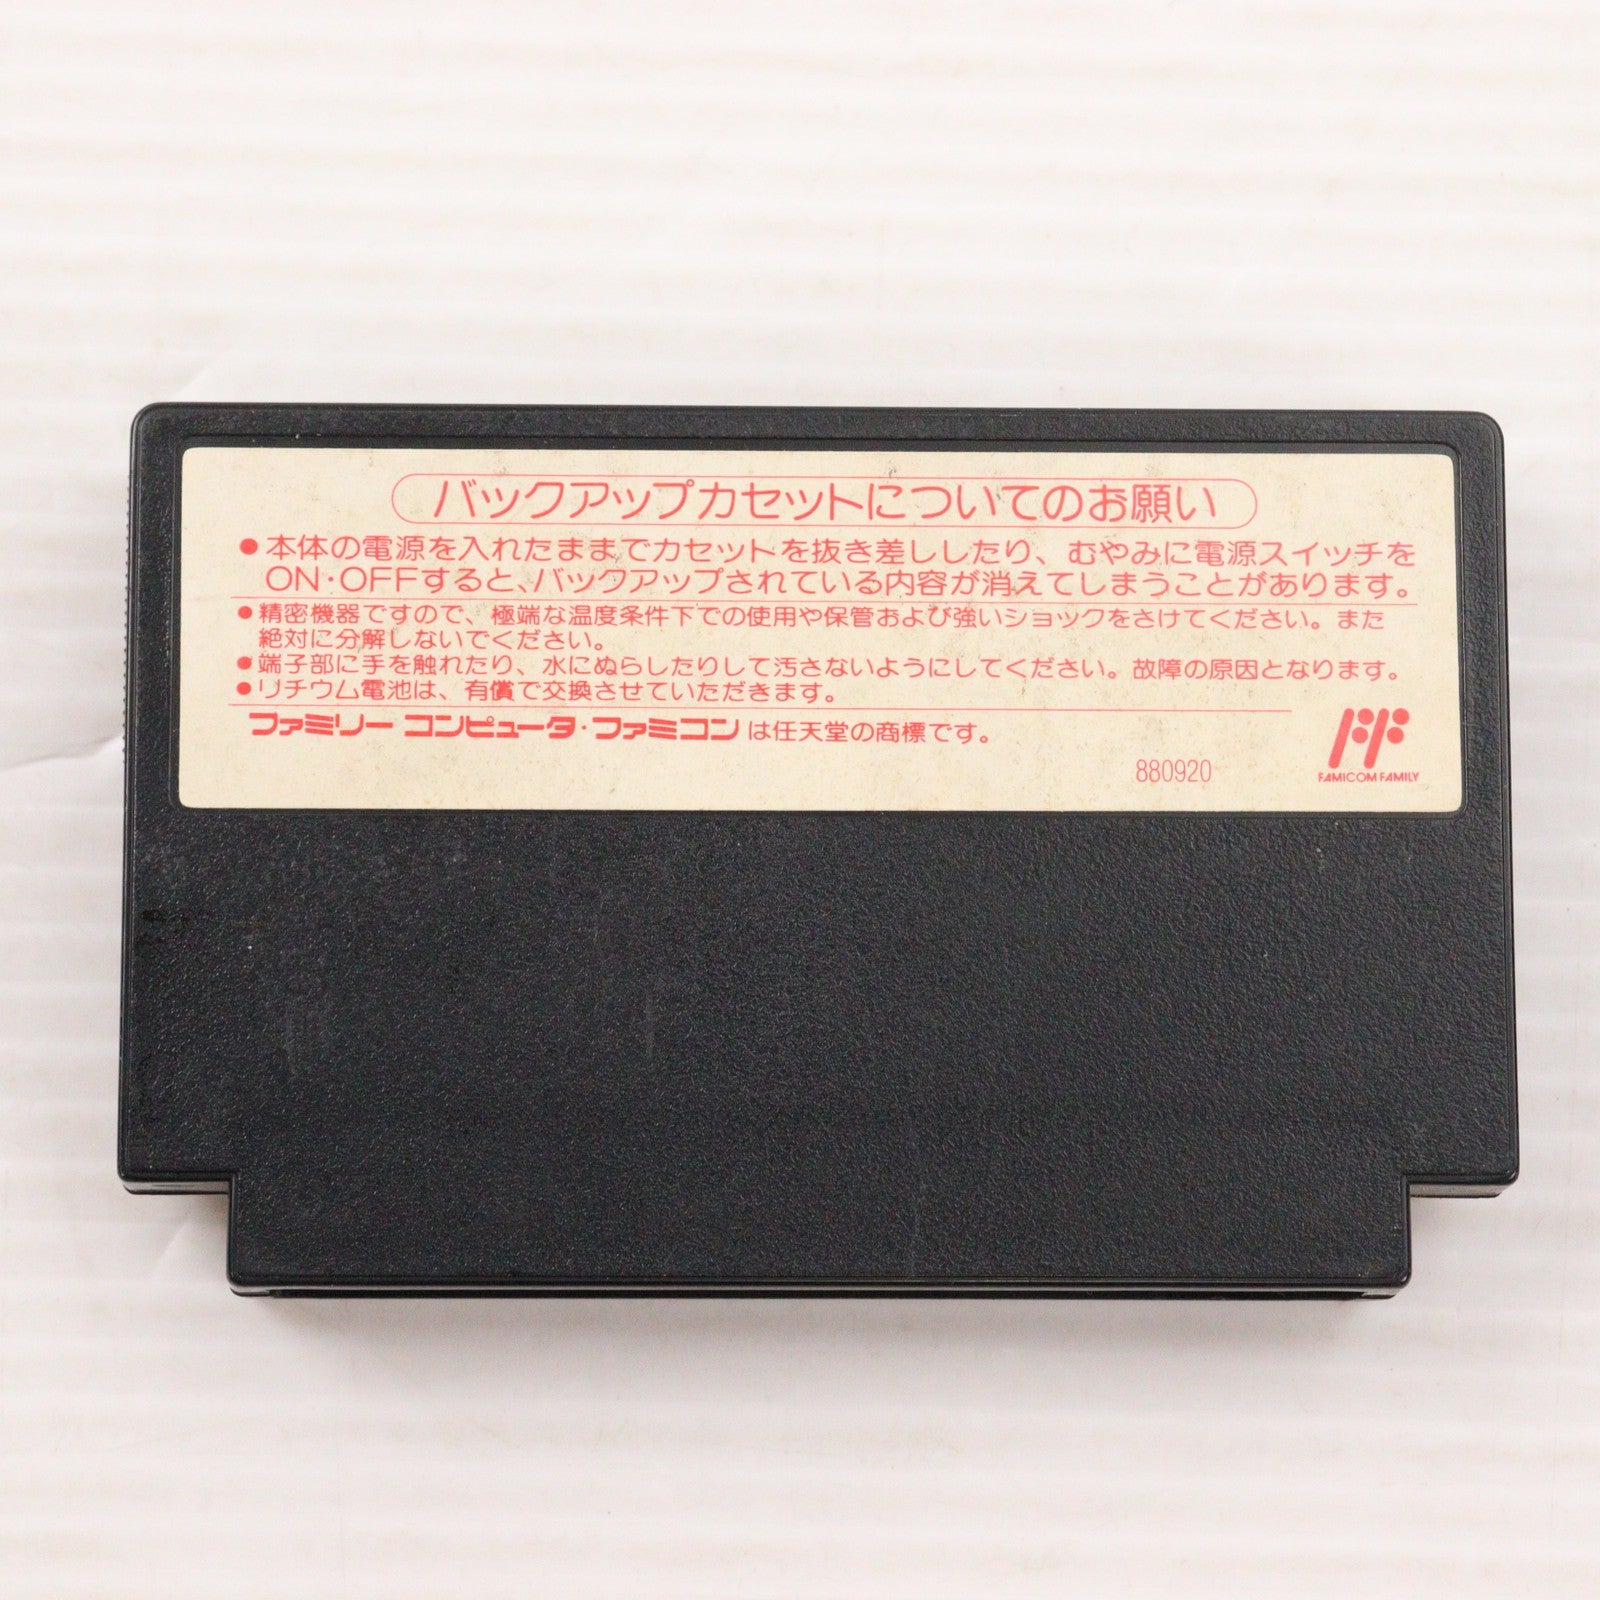 バックアップカセットについてのお願い
●本体の電源を入れたままでカセットを抜き差ししたり、むやみに電源スイッチを
ON・OFFすると、バックアップされている内容が消えてしまうことがあります。
●精密機器ですので、極端な温度条件下での使用や保管および強いショックをさけてください。また
絶対に分解しないでください。
●端子部に手を触れたり、水にぬらしたりして汚さないようにしてください。故障の原因となります。
●リチウム電池は、有償で交換させていただきます。
ファミリーコンピュータ・ファミコンは任天堂の商標です。
880920
FAMICOM FAMILY